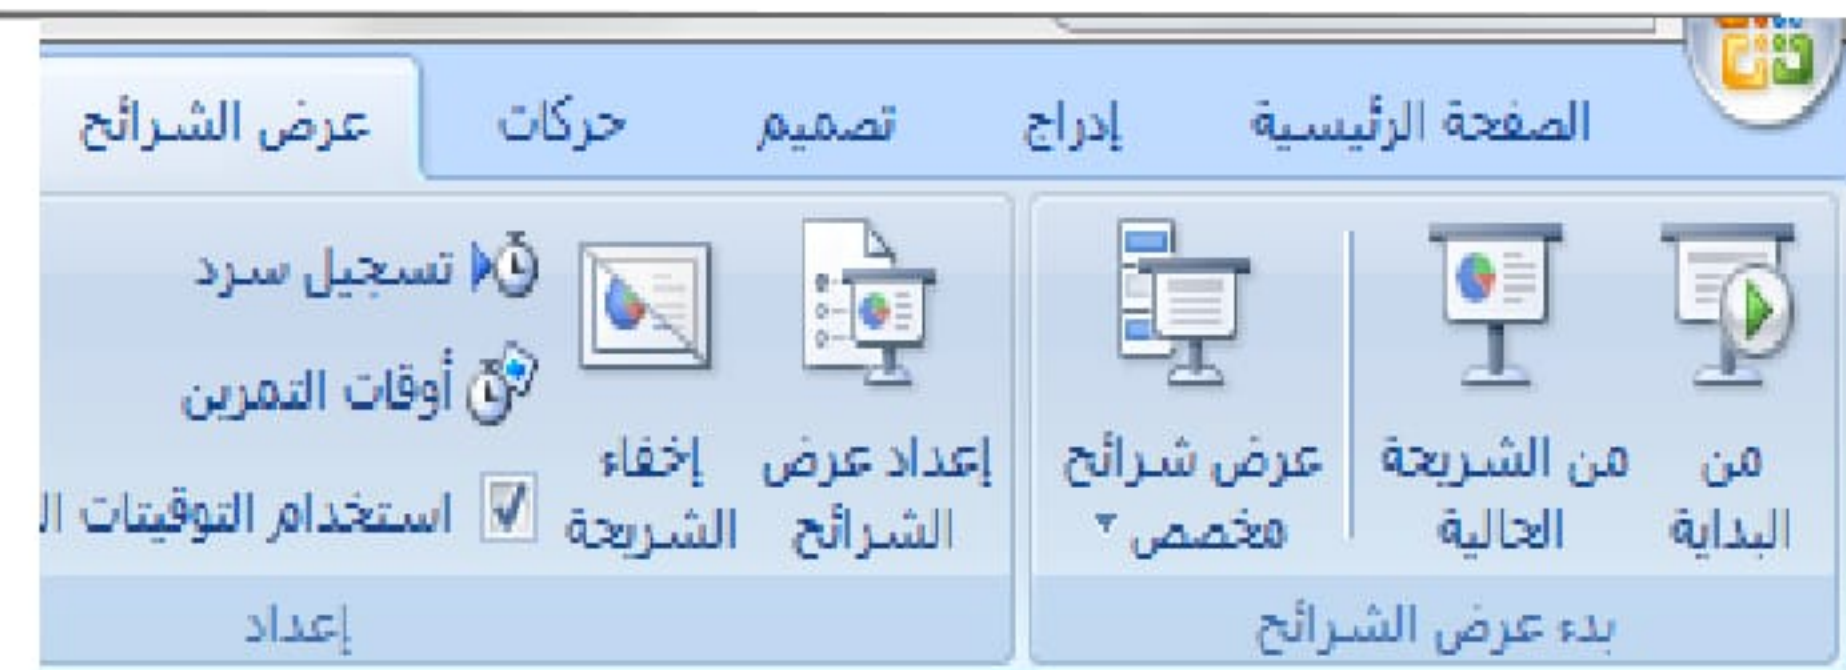 الصفحة الرئيسية إدراج تصميم حركات عرض الشرائح
من البداية
من الشريحة الحالية
عرض شرائح مخصص
إعداد عرض الشرائح
إخفاء الشريحة
تسجيل سرد
أوقات التمرين
استخدام التوقيتات
بدء عرض الشرائح
إعداد